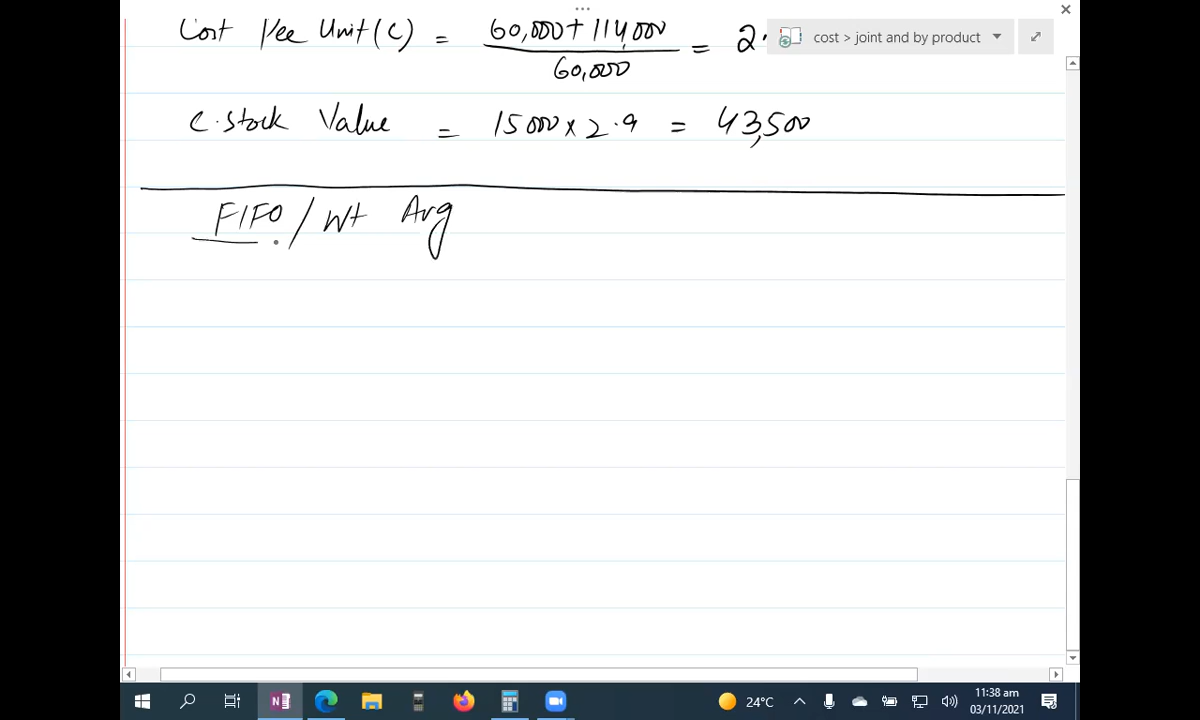 Cost Per Unit (C) = 60,000 + 114,000 / 60,000 = 2.
cost > joint and by product
C. Stock Value = 15000 x 2.9 = 43,500
FIFO / Wt Avg
24°C
11:38 am
03/11/2021